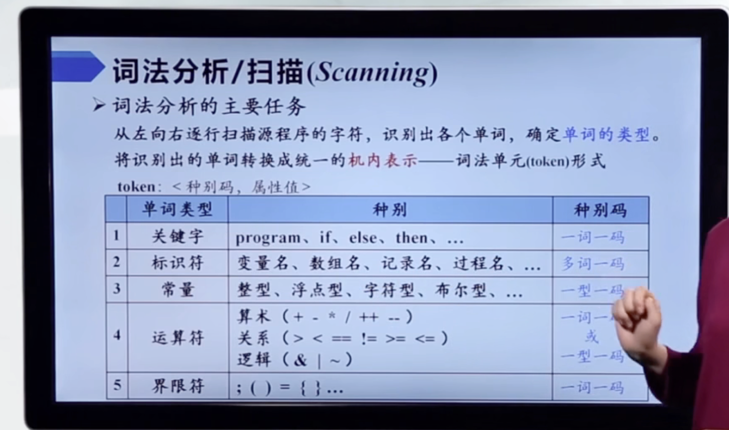 词法分析/扫描(Scanning)
➢ 词法分析的主要任务
从左向右逐行扫描源程序的字符，识别出各个单词，确定单词的类型。
将识别出的单词转换成统一的机内表示——词法单元(token)形式
token：<种别码，属性值>
单词类型 种别 种别码
1 关键字 program、if、else、then、… 一词一码
2 标识符 变量名、数组名、记录名、过程名、… 多词一码
3 常量 整型、浮点型、字符型、布尔型、… 一型一码
4 运算符 算术（+ - * / ++ --） 一词一
关系（> < == != >= <=） 或
逻辑（& | ~） 一型一码
5 界限符 ; ( ) = { } … 一词一码